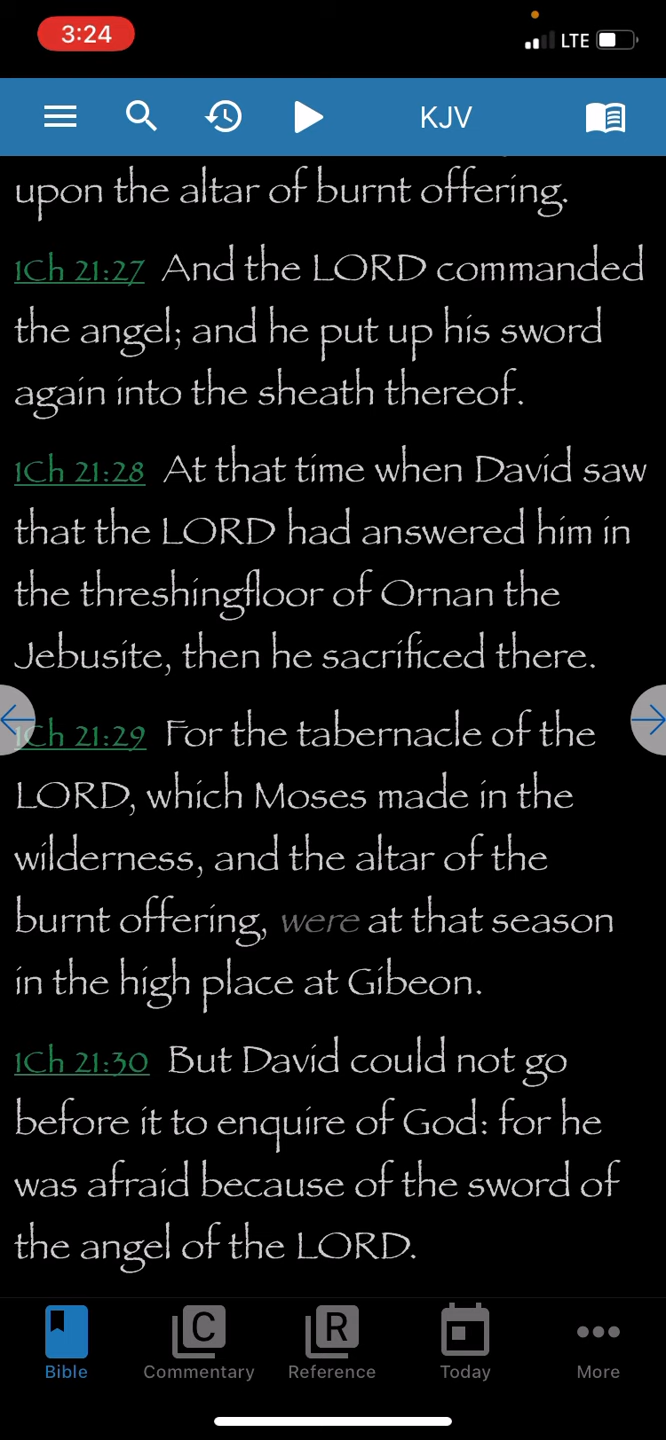 3:24
LTE
KJV
upon the altar of burnt offering.
1Ch 21:27 And the LORD commanded
the angel; and he put up his sword
again into the sheath thereof.
1Ch 21:28 At that time when David saw
that the LORD had answered him in
the threshingfloor of Ornan the
Jebusite, then he sacrificed there.
1Ch 21:29 For the tabernacle of the
LORD, which Moses made in the
wilderness, and the altar of the
burnt offering, were at that season
in the high place at Gibeon.
1Ch 21:30 But David could not go
before it to enquire of God: for he
was afraid because of the sword of
the angel of the LORD.
C R
Bible Commentary Reference Today More